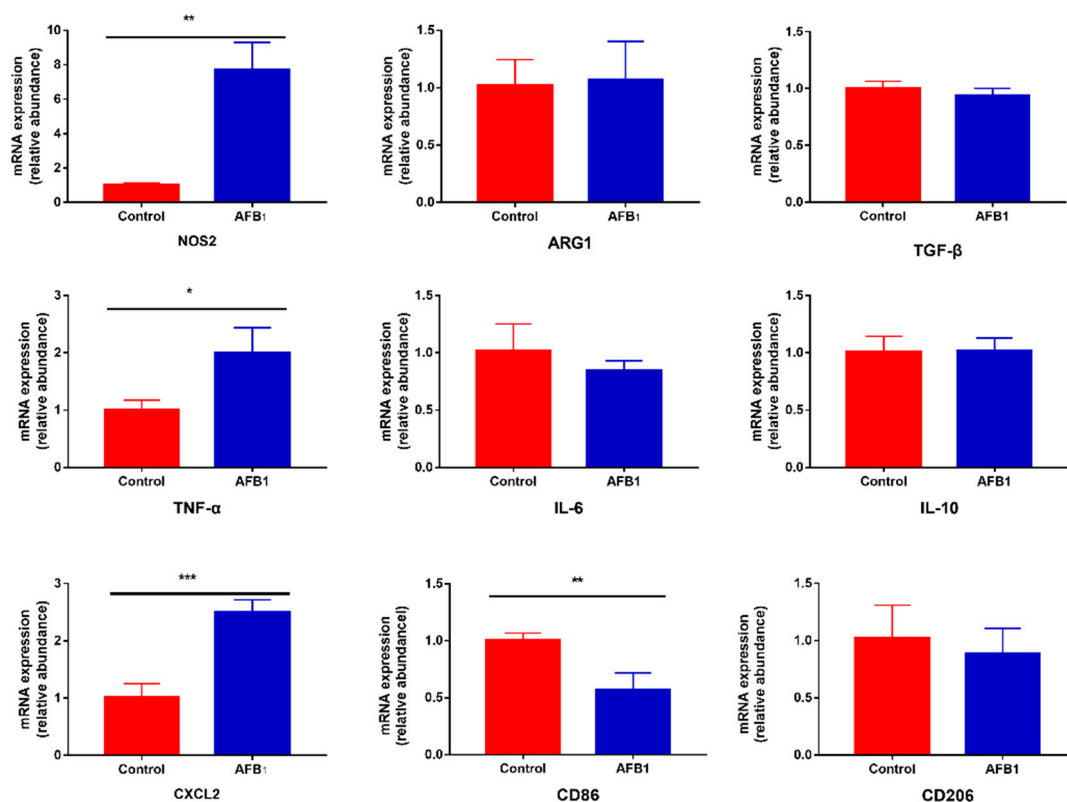 **
mRNA expression
(relative abundance)
10
8
6
4
2
0
Control
AFB1
NOS2
mRNA expression
(relative abundance)
1.5
1.0
0.5
0.0
Control
AFB1
ARG1
mRNA expression
(relative abundance)
1.5
1.0
0.5
0.0
Control
AFB1
TGF-β
*
mRNA expression
(relative abundance)
3
2
1
0
Control
AFB1
TNF-α
mRNA expression
(relative abundance)
1.5
1.0
0.5
0.0
Control
AFB1
IL-6
mRNA expression
(relative abundance)
1.5
1.0
0.5
0.0
Control
AFB1
IL-10
***
mRNA expression
(relative abundance)
3
2
1
0
Control
AFB1
CXCL2
**
mRNA expression
(relative abundancel)
1.5
1.0
0.5
0.0
Control
AFB1
CD86
mRNA expression
(relative abundance)
1.5
1.0
0.5
0.0
Control
AFB1
CD206